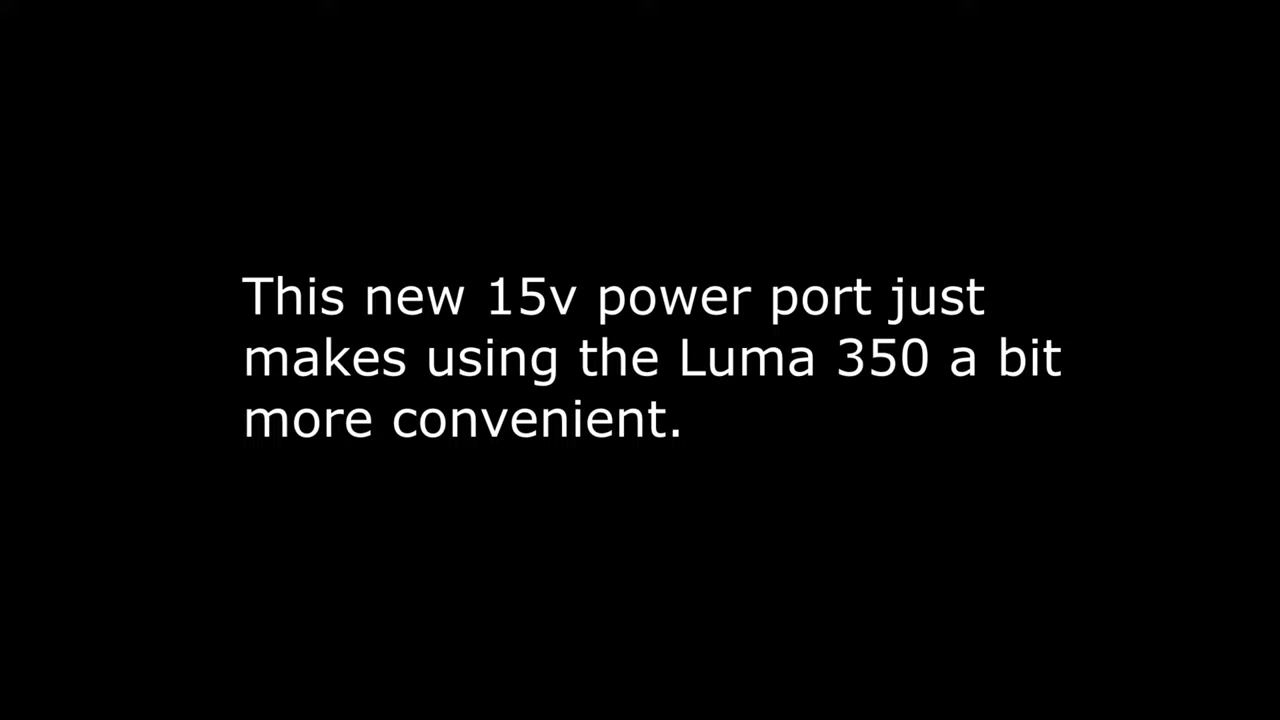 This new 15v power port just
makes using the Luma 350 a bit
more convenient.